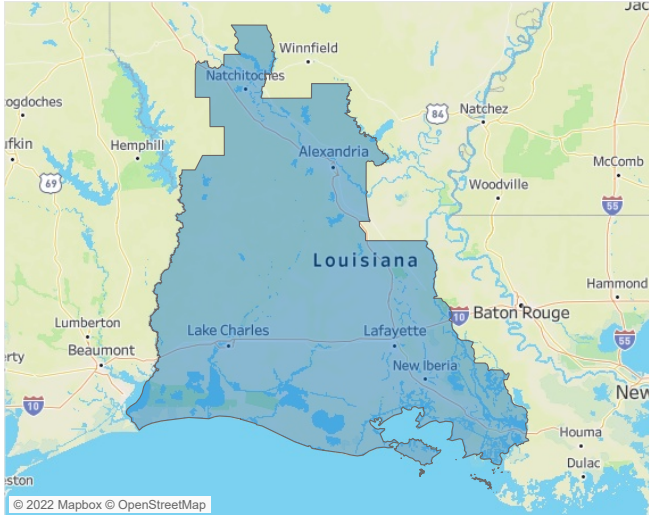 Jac
Winnfield
Natchitoches
ogdoches
84
Natchez
ufkin
Hemphill
Alexandria
McComb
69
Woodville
55
Louisiana
Hammond
10
Baton Rouge
Lumberton
Lake Charles
Lafayette
55
erty
Beaumont
New Iberia
New
10
Houma
Dulac
eston
© 2022 Mapbox © OpenStreetMap